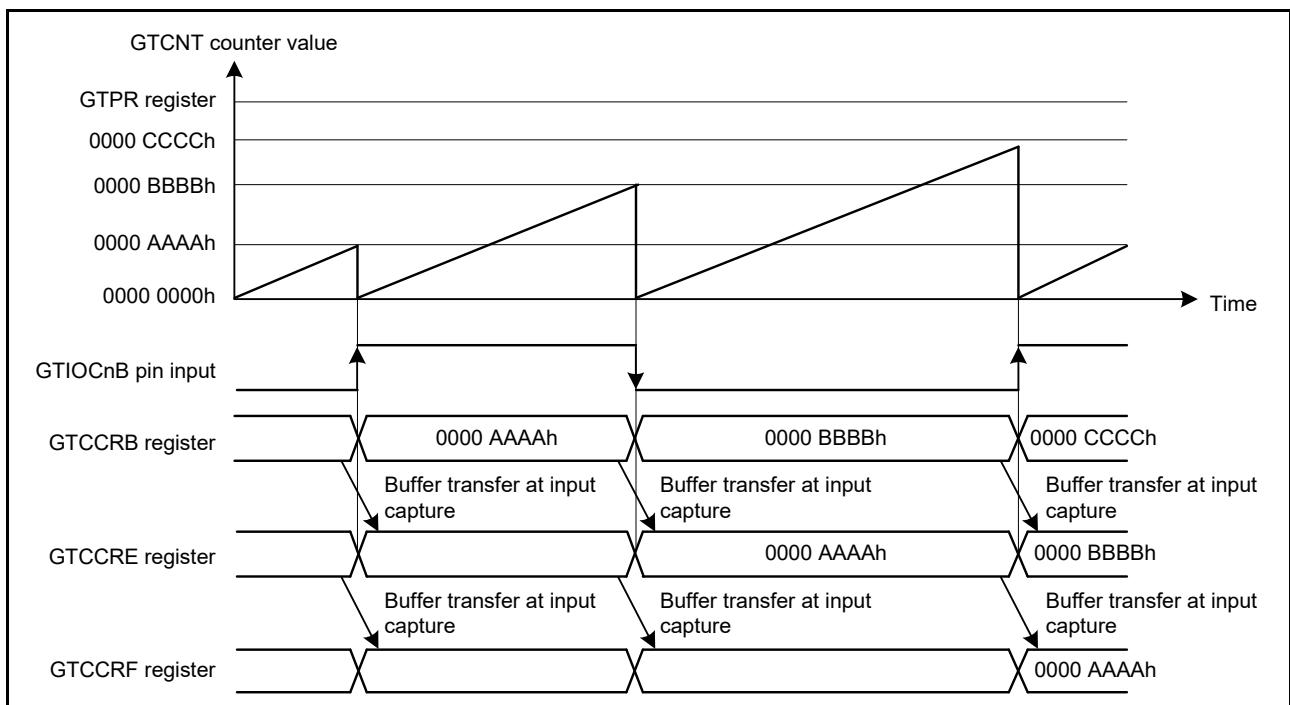 GTCNT counter value
GTPR register
0000 CCCCh
0000 BBBBh
0000 AAAAh
0000 0000h
Time
GTIOCnB pin input
GTCCRB register
0000 AAAAh
0000 BBBBh
0000 CCCCh
Buffer transfer at input
capture
Buffer transfer at input
capture
Buffer transfer at input
capture
GTCCRE register
0000 AAAAh
0000 BBBBh
Buffer transfer at input
capture
Buffer transfer at input
capture
Buffer transfer at input
capture
GTCCRF register
0000 AAAAh